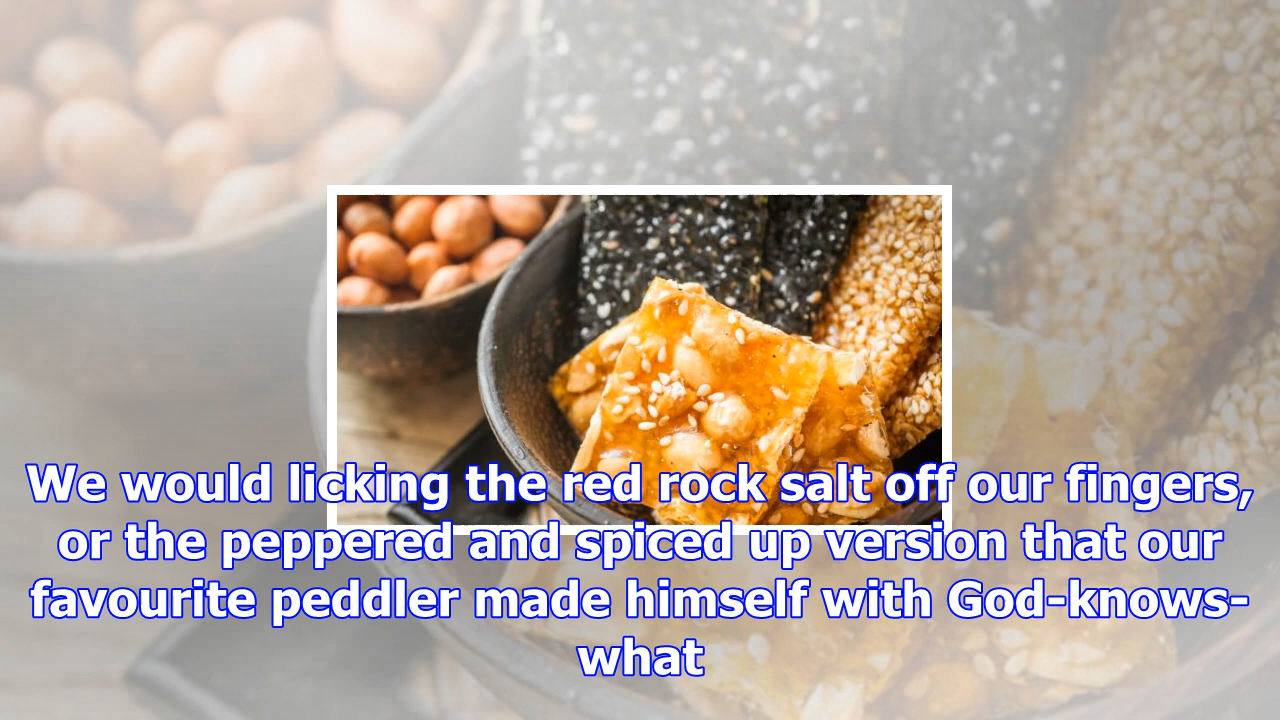 We would licking the red rock salt off our fingers,
or the peppered and spiced up version that our
favourite peddler made himself with God-knows-
what